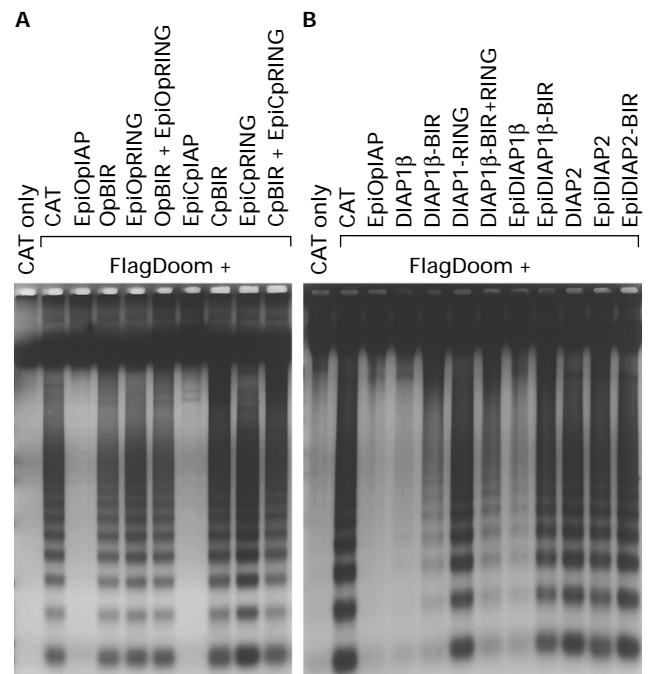 A
CAT only
CAT
EpiOpIAP
OpBIR
EpiOpRING
OpBIR + EpiOpRING
EpiCpIAP
CpBIR
EpiCpRING
CpBIR + EpiCpRING
FlagDoom +
B
CAT only
CAT
EpiOpIAP
DIAP1β
DIAP1β-BIR
DIAP1-RING
DIAP1β-BIR+RING
EpiDIAP1β
EpiDIAP1β-BIR
DIAP2
EpiDIAP2
EpiDIAP2-BIR
FlagDoom +